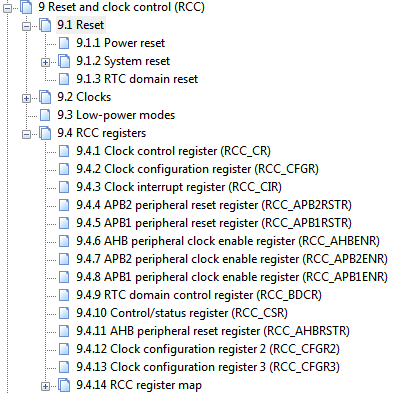 9 Reset and clock control (RCC)
9.1 Reset
9.1.1 Power reset
9.1.2 System reset
9.1.3 RTC domain reset
9.2 Clocks
9.3 Low-power modes
9.4 RCC registers
9.4.1 Clock control register (RCC_CR)
9.4.2 Clock configuration register (RCC_CFGR)
9.4.3 Clock interrupt register (RCC_CIR)
9.4.4 APB2 peripheral reset register (RCC_APB2RSTR)
9.4.5 APB1 peripheral reset register (RCC_APB1RSTR)
9.4.6 AHB peripheral clock enable register (RCC_AHBENR)
9.4.7 APB2 peripheral clock enable register (RCC_APB2ENR)
9.4.8 APB1 peripheral clock enable register (RCC_APB1ENR)
9.4.9 RTC domain control register (RCC_BDCR)
9.4.10 Control/status register (RCC_CSR)
9.4.11 AHB peripheral reset register (RCC_AHBRSTR)
9.4.12 Clock configuration register 2 (RCC_CFGR2)
9.4.13 Clock configuration register 3 (RCC_CFGR3)
9.4.14 RCC register map